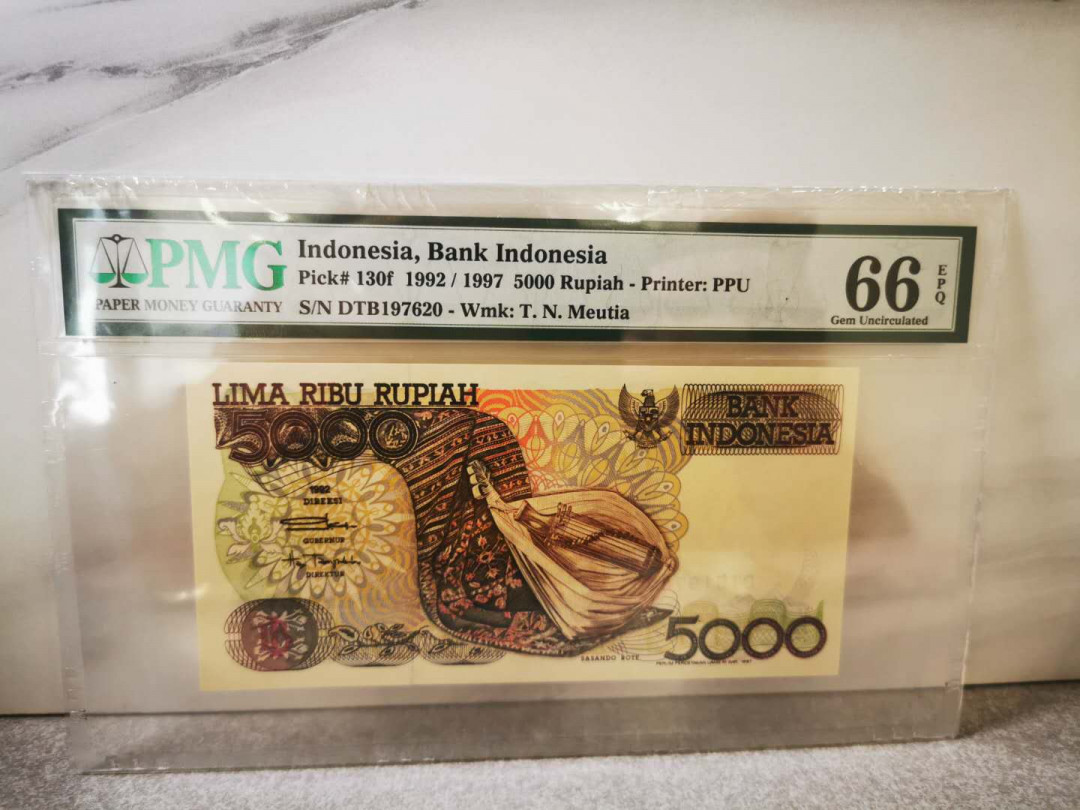 PMG
PAPER MONEY GUARANTY
Indonesia, Bank Indonesia
Pick# 130f 1992 / 1997 5000 Rupiah - Printer: PPU
S/N DTB197620 - Wmk: T. N. Meutia
66
EPQ
Gem Uncirculated
LIMA RIBU RUPIAH
5000
BANK
INDONESIA
1992
DIREKSI
GUBERNUR
DIREKTUR
5000
SASANDO ROTE